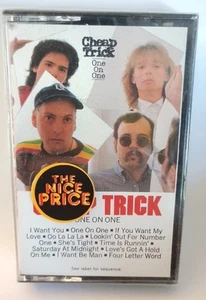 Cheap
Trick
One
On
One
THE
NICE
PRICE
TRICK
ONE ON ONE
I Want You • One On One • If You Want My
Love • Oo La La La • Lookin' Out For Number
One • She's Tight • Time Is Runnin' •
Saturday At Midnight • Love's Got A Hold
On Me • I Want Be Man • Four Letter Word
See label for sequence.